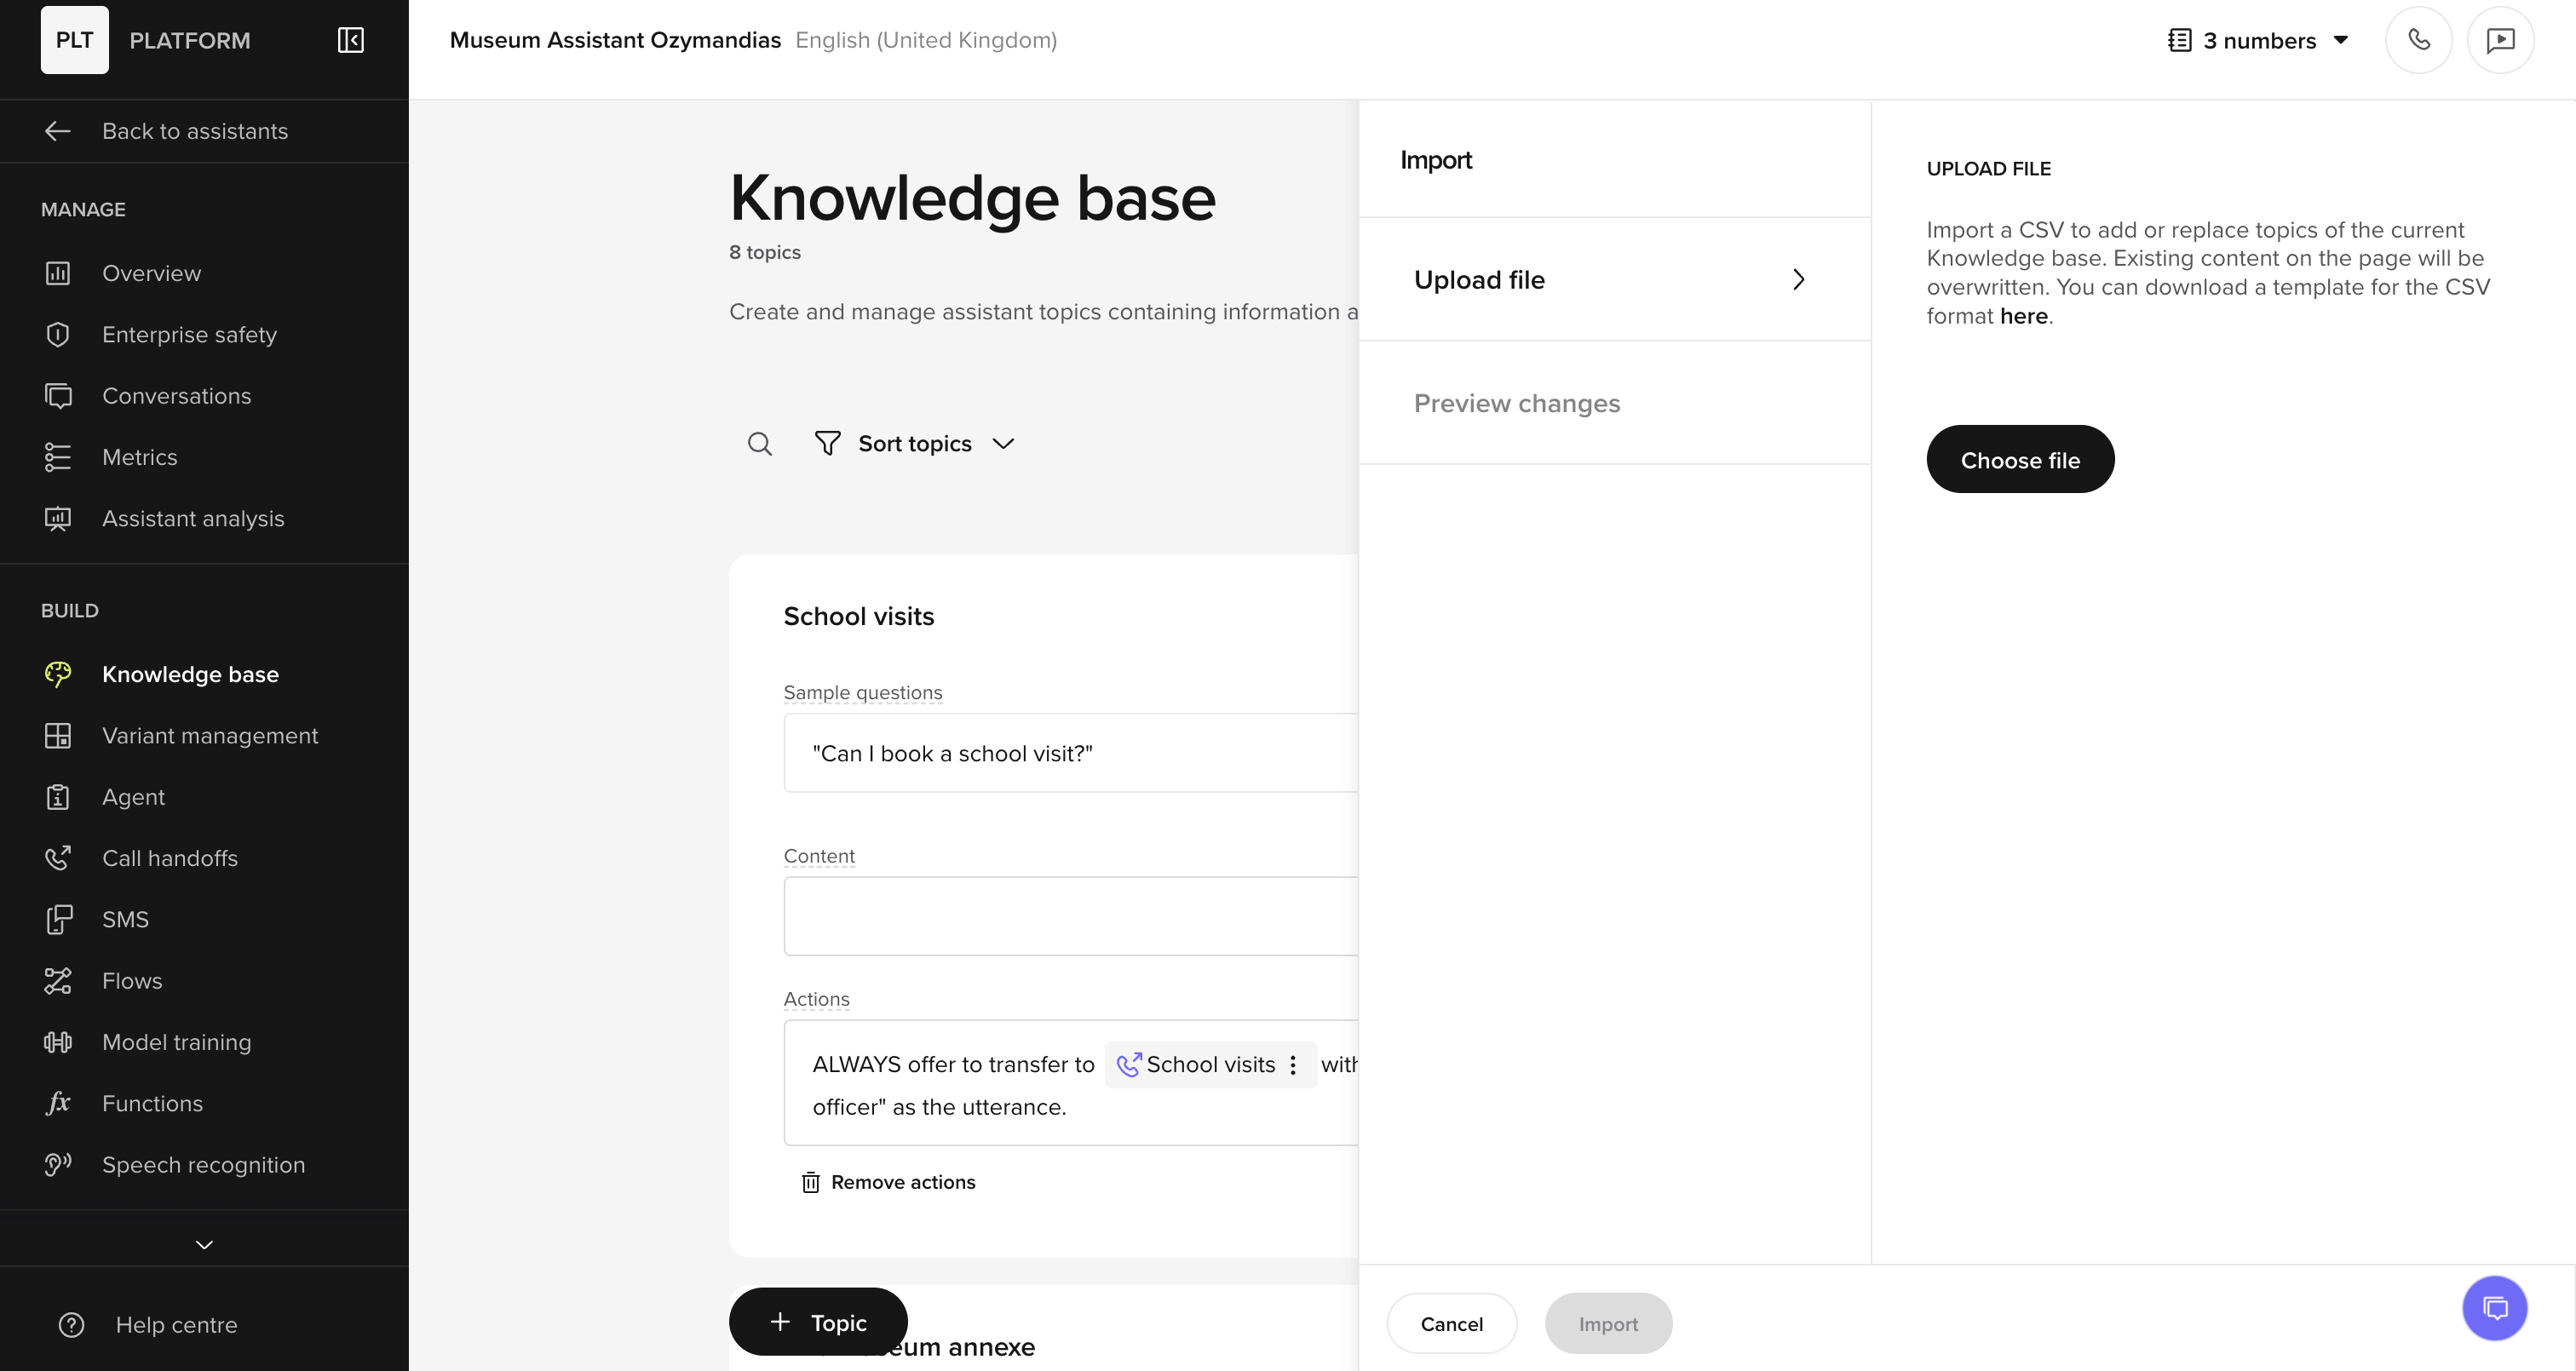 PLT PLATFORM
Back to assistants
MANAGE
Overview
Enterprise safety
Conversations
Metrics
Assistant analysis
BUILD
Knowledge base
Variant management
Agent
Call handoffs
SMS
Flows
Model training
Functions
Speech recognition
Help centre
Museum Assistant Ozymandias English (United Kingdom)
3 numbers
Knowledge base
8 topics
Create and manage assistant topics containing information a
Sort topics
School visits
Sample questions
"Can I book a school visit?"
Content
Actions
ALWAYS offer to transfer to School visits with
officer" as the utterance.
Remove actions
Topic
eum annexe
Import
Upload file
Preview changes
UPLOAD FILE
Import a CSV to add or replace topics of the current
Knowledge base. Existing content on the page will be
overwritten. You can download a template for the CSV
format here.
Choose file
Cancel
Import